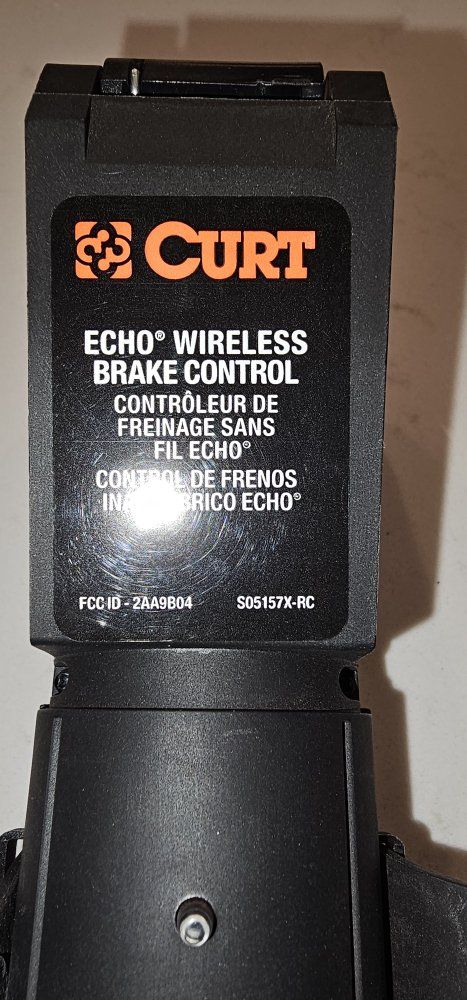 CURT
ECHO® WIRELESS
BRAKE CONTROL
CONTRÔLEUR DE
FREINAGE SANS
FIL ECHO®
DE FRENOS
ECHO®
FCC ID - 2AA9B04 S05157X-RC